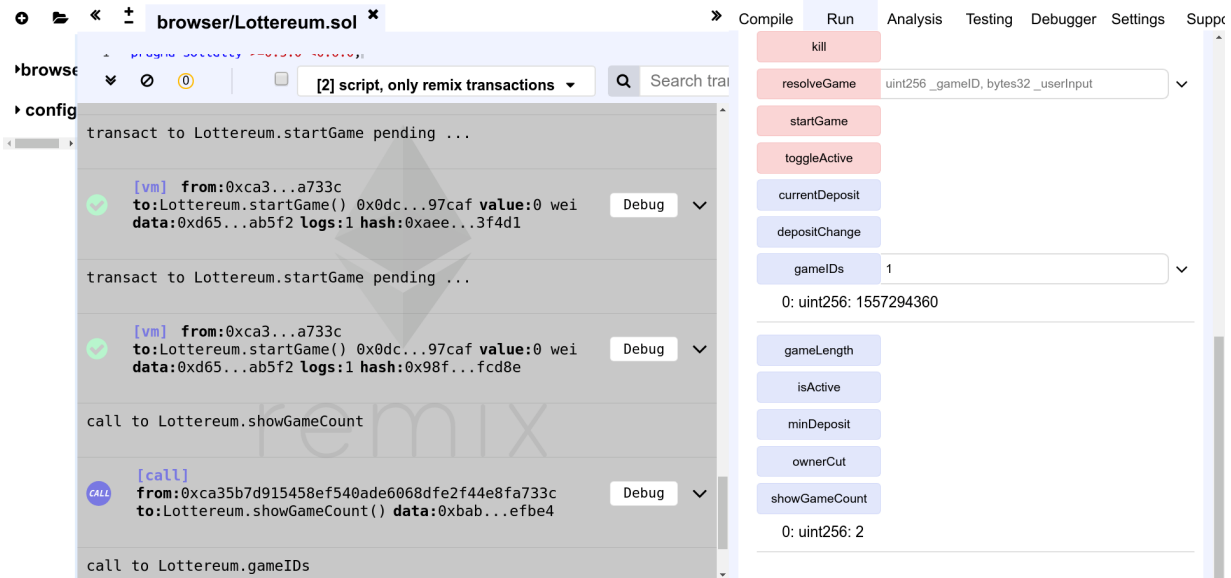 browser/Lottereum.sol
Compile Run Analysis Testing Debugger Settings
browse
config
0
[2] script, only remix transactions
Search tran
transact to Lottereum.startGame pending ...
[vm] from:0xca3...a733c
to:Lottereum.startGame() 0x0dc...97caf value:0 wei
data:0xd65...ab5f2 logs:1 hash:0xaee...3f4d1
Debug
transact to Lottereum.startGame pending ...
[vm] from:0xca3...a733c
to:Lottereum.startGame() 0x0dc...97caf value:0 wei
data:0xd65...ab5f2 logs:1 hash:0x98f...fcd8e
Debug
call to Lottereum.showGameCount
remix
CALL
[call]
from:0xca35b7d915458ef540ade6068dfe2f44e8fa733c
to:Lottereum.showGameCount() data:0xbab...efbe4
Debug
call to Lottereum.gameIDs
kill
resolveGame uint256 _gameID, bytes32 _userInput
startGame
toggleActive
currentDeposit
depositChange
gameIDs 1
0: uint256: 1557294360
gameLength
isActive
minDeposit
ownerCut
showGameCount
0: uint256: 2